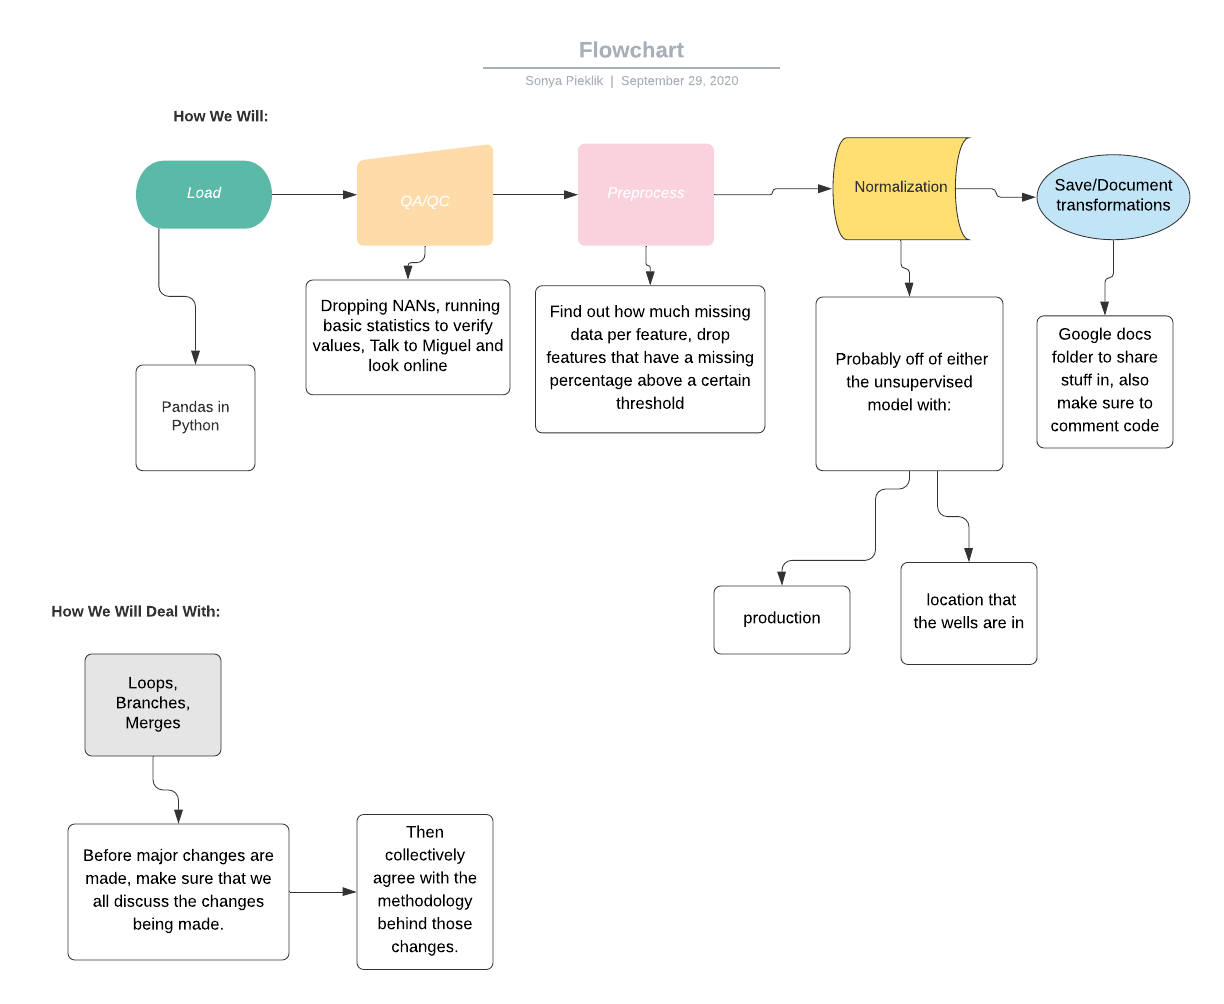 Flowchart
Sonya Pieklik | September 29, 2020
How We Will:
Load
QA/QC
Preprocess
Normalization
Save/Document
transformations
Pandas in
Python
Dropping NANs, running
basic statistics to verify
values, Talk to Miguel and
look online
Find out how much missing
data per feature, drop
features that have a missing
percentage above a certain
threshold
Probably off of either
the unsupervised
model with:
Google docs
folder to share
stuff in, also
make sure to
comment code
production
location that
the wells are in
How We Will Deal With:
Loops,
Branches,
Merges
Before major changes are
made, make sure that we
all discuss the changes
being made.
Then
collectively
agree with the
methodology
behind those
changes.